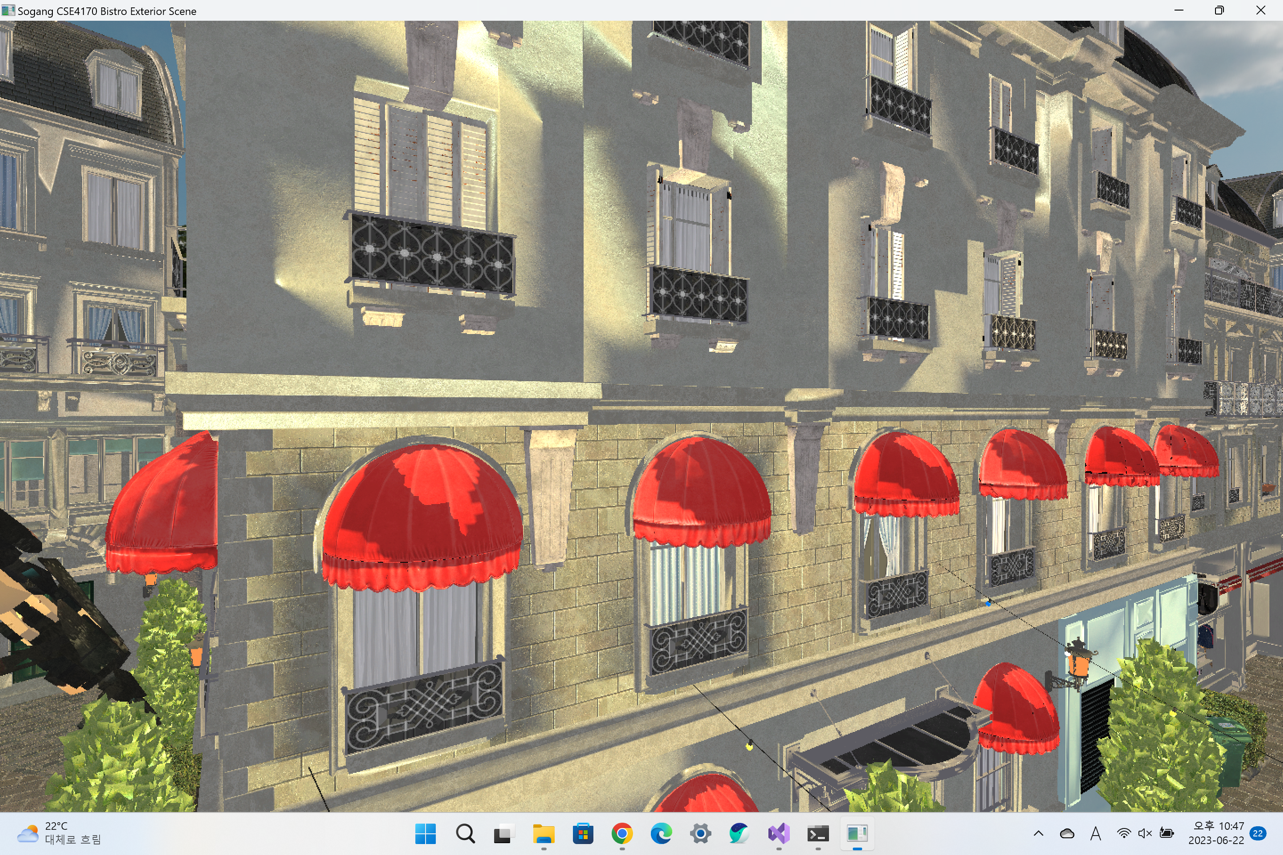 Sogang CSE4170 Bistro Exterior Scene
22°C
대체로 흐림
A
오후 10:47
2023-06-22
22